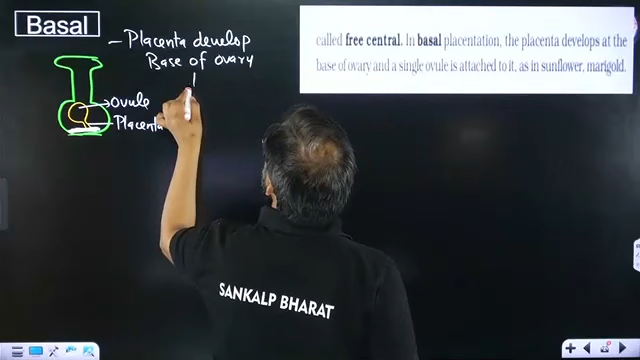 Basal
– Placenta develop
Base of ovary
ovule
Placenta
called free central. In basal placentation, the placenta develops at the
base of ovary and a single ovule is attached to it, as in sunflower, marigold.
SANKALP BHARAT